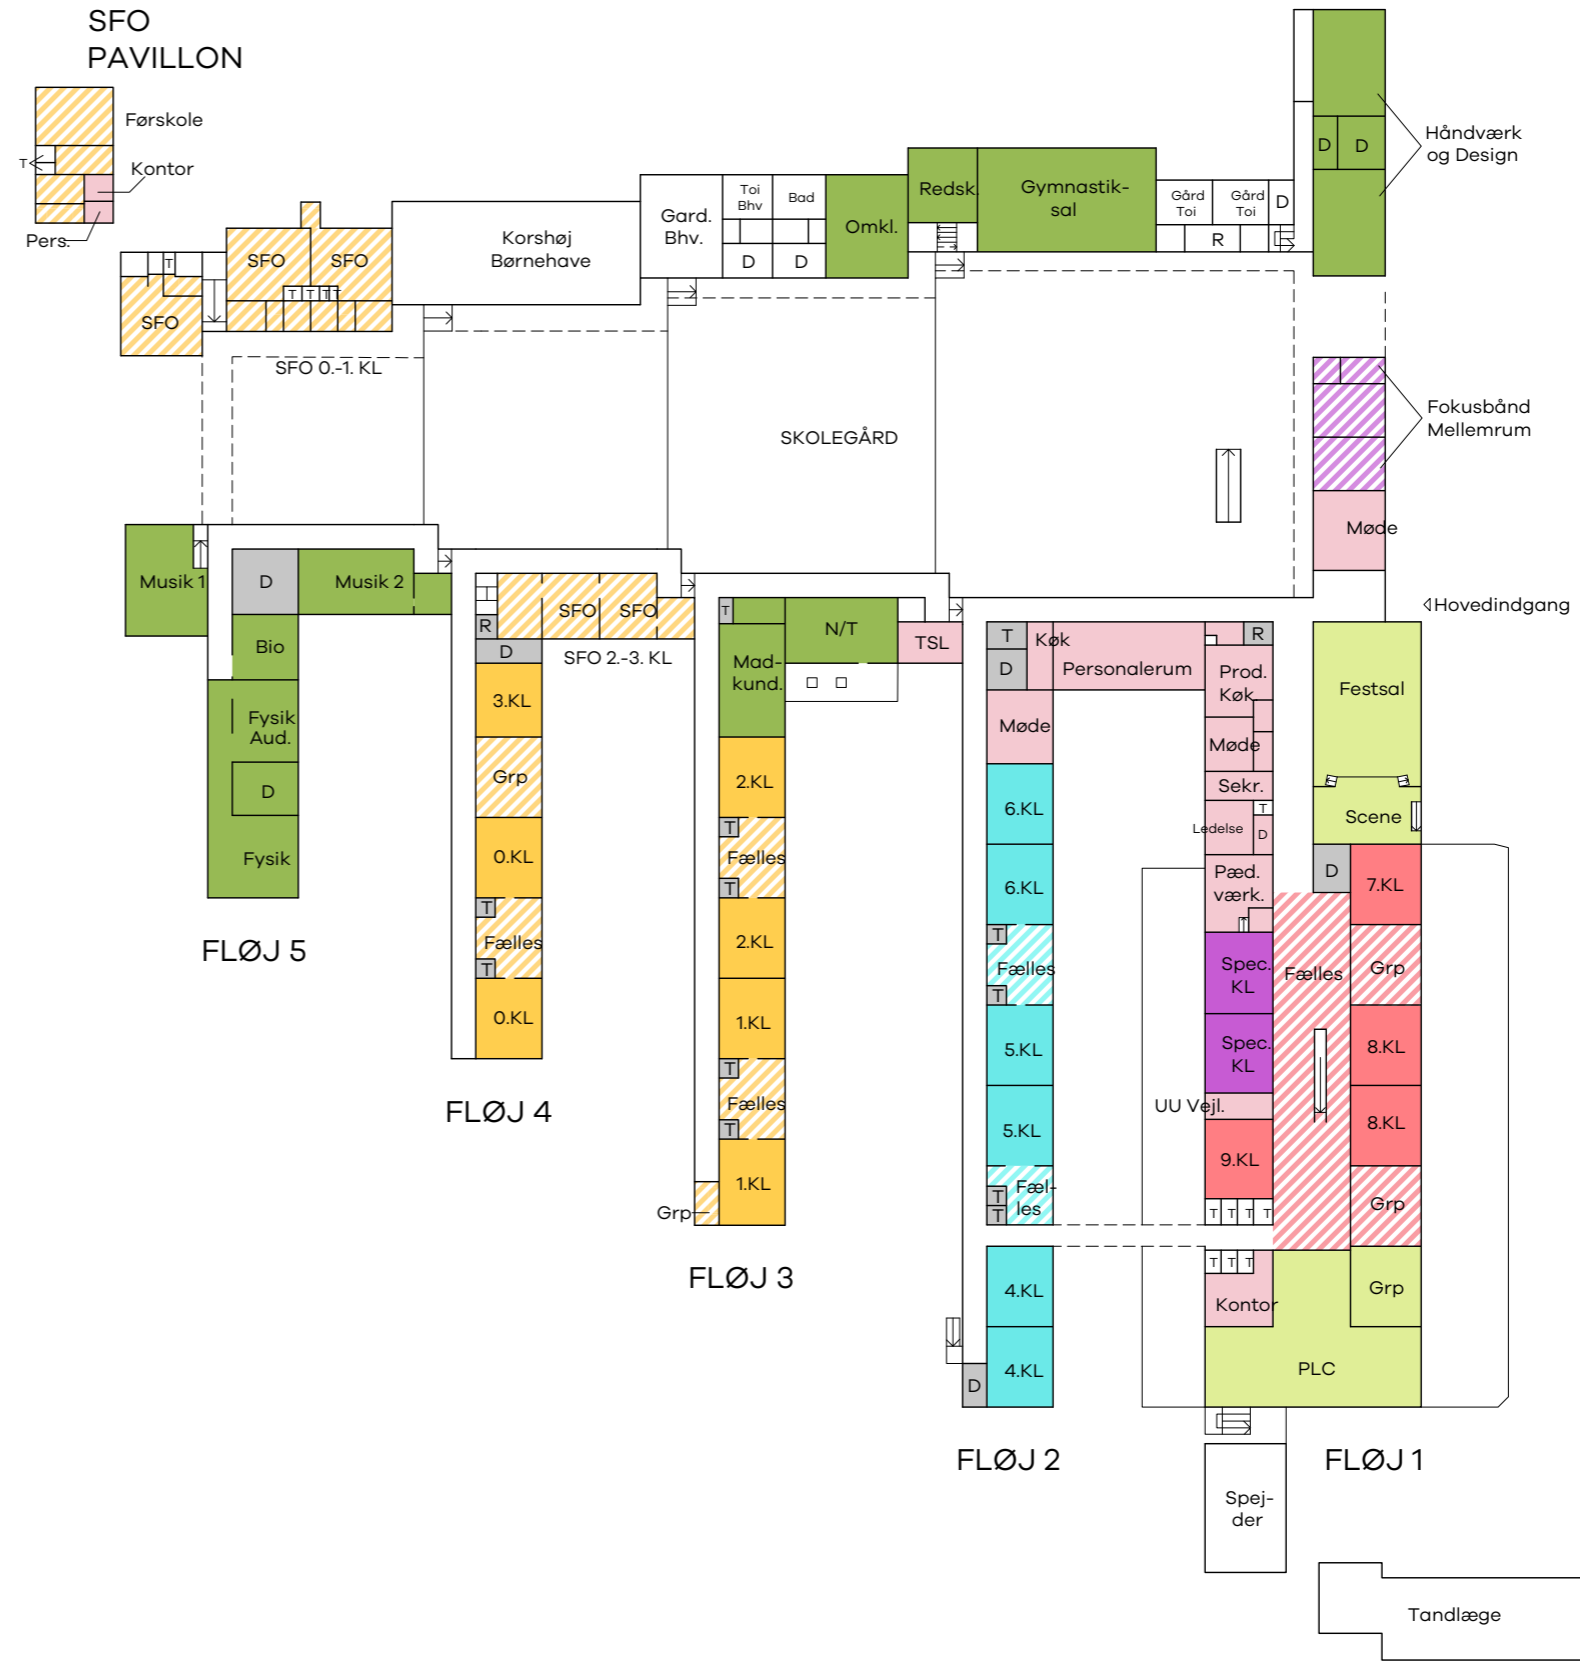 SFO
PAVILLON
Førskole
T
Kontor
Pers.
Håndværk
og Design
D
D
Redsk.
Gymnastik-
sal
Gård
Toi
Gård
Toi
D
R
Toi
Bhv
Bad
Gard.
Bhv.
Omkl.
D
D
Korshøj
Børnehave
T
SFO
SFO
SFO
T
T
T
T
SFO 0.-1. KL
SKOLEGÅRD
Fokusbånd
Mellemrum
Møde
Hovedindgang
Musik 1
D
Musik 2
Bio
Fysik
Aud.
D
Fysik
FLØJ 5
SFO
SFO
R
D
SFO 2.-3. KL
3.KL
Grp
0.KL
T
Fælles
T
0.KL
FLØJ 4
T
N/T
TSL
Mad-
kund.
2.KL
T
Fælles
T
2.KL
1.KL
T
Fælles
T
1.KL
Grp
FLØJ 3
T
Køk
D
Personalerum
Møde
6.KL
6.KL
T
Fælles
T
5.KL
5.KL
Fæl-
les
T
T
4.KL
4.KL
D
FLØJ 2
R
Prod.
Køk.
Møde
Sekr.
Ledelse
T
D
Pæd.
værk.
Spec.
KL
Spec.
KL
UU Vejl.
9.KL
T
T
T
T
T
T
T
Kontor
Festsal
Scene
D
7.KL
Fælles
Grp
8.KL
8.KL
Grp
Grp
PLC
FLØJ 1
Spej-
der
Tandlæge